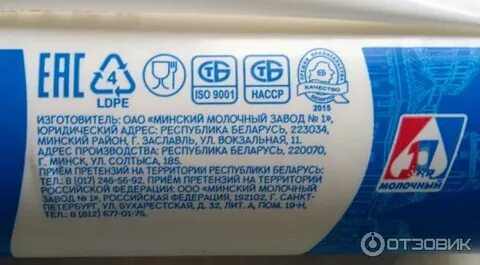 EAC
4
LDPE
СТБ
ISO 9001
СТБ
HACCP
СТБ
КАЧЕСТВО
2015
ИЗГОТОВИТЕЛЬ: ОАО «МИНСКИЙ МОЛОЧНЫЙ ЗАВОД № 1»,
ЮРИДИЧЕСКИЙ АДРЕС: РЕСПУБЛИКА БЕЛАРУСЬ, 223034,
МИНСКИЙ РАЙОН, Г. ЗАСЛАВЛЬ, УЛ. ВОКЗАЛЬНАЯ, 11.
АДРЕС ПРОИЗВОДСТВА: РЕСПУБЛИКА БЕЛАРУСЬ, 220070,
Г. МИНСК, УЛ. СОЛТЫСА, 185.
ПРИЁМ ПРЕТЕНЗИЙ НА ТЕРРИТОРИИ РЕСПУБЛИКИ БЕЛАРУСЬ:
ТЕЛ. 8 (017) 246-56-92. ПРИЁМ ПРЕТЕНЗИЙ НА ТЕРРИТОРИИ
РОССИЙСКОЙ ФЕДЕРАЦИИ: ООО «МИНСКИЙ МОЛОЧНЫЙ
ЗАВОД № 1», РОССИЙСКАЯ ФЕДЕРАЦИЯ, 192102, Г. САНКТ-
ПЕТЕРБУРГ, УЛ. БУХАРЕСТСКАЯ, Д. 32, ЛИТ. А, ПОМ. 19-Н,
ТЕЛ. 8 (812) 677-01-75.
МОЛОЧНЫЙ
ОТЗОВИК